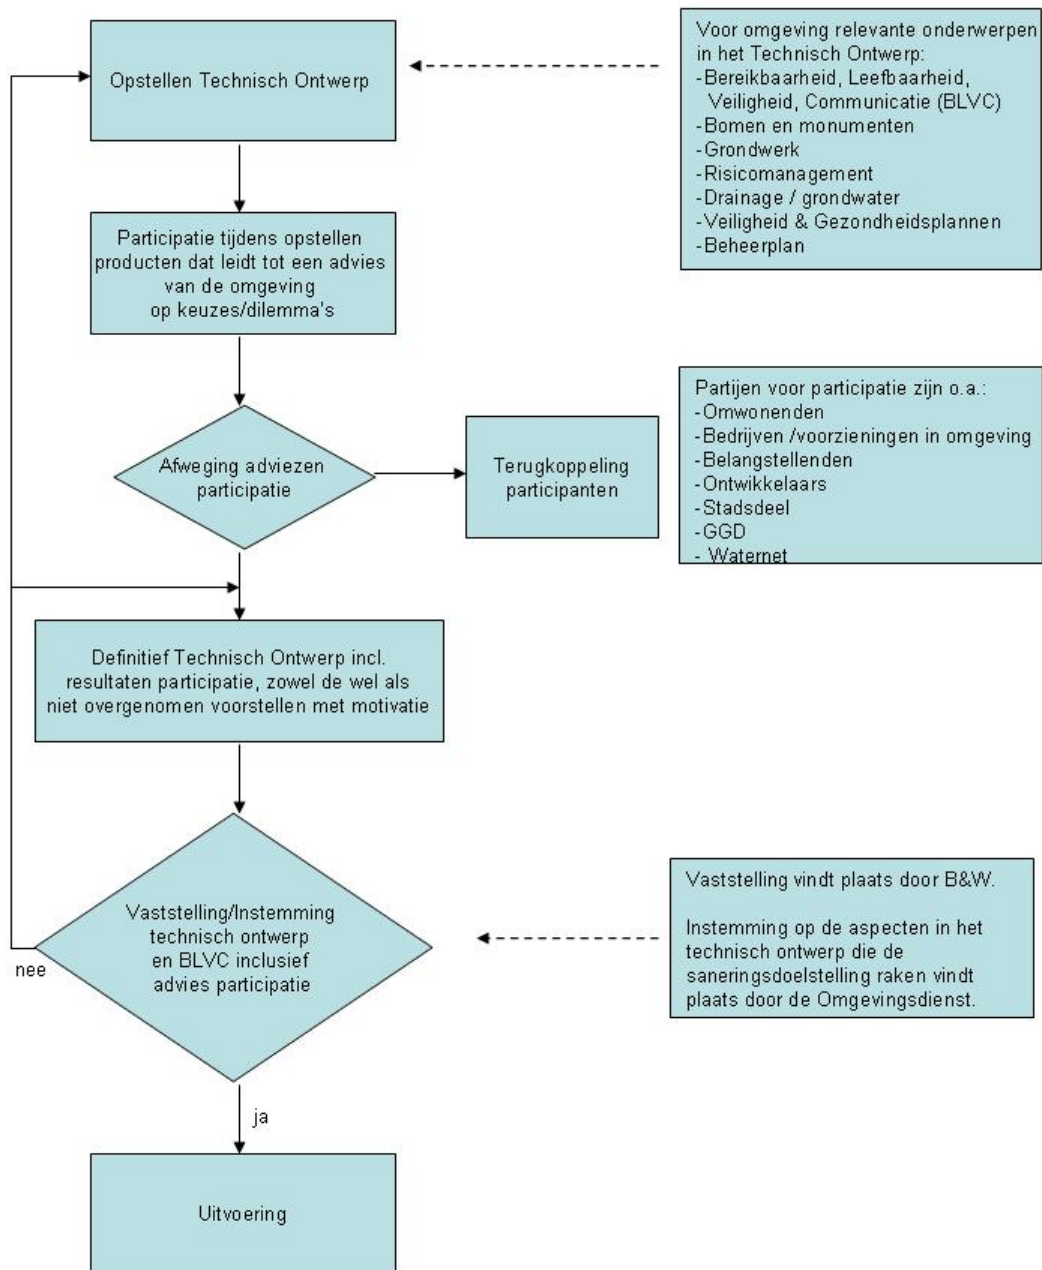 Opstellen Technisch Ontwerp
Voor omgeving relevante onderwerpen
in het Technisch Ontwerp:
-Bereikbaarheid, Leefbaarheid,
Veiligheid, Communicatie (BLVC)
-Bomen en monumenten
-Grondwerk
-Risicomanagement
-Drainage / grondwater
-Veiligheid & Gezondheidsplannen
-Beheerplan
Participatie tijdens opstellen
producten dat leidt tot een advies
van de omgeving
op keuzes/dilemma's
Afweging adviezen
participatie
Terugkoppeling
participanten
Partijen voor participatie zijn o.a.:
-Omwonenden
-Bedrijven /voorzieningen in omgeving
-Belangstellenden
-Ontwikkelaars
-Stadsdeel
-GGD
- Waternet
Definitief Technisch Ontwerp incl.
resultaten participatie, zowel de wel als
niet overgenomen voorstellen met motivatie
Vaststelling/Instemming
technisch ontwerp
en BLVC inclusief
advies participatie
nee
Vaststelling vindt plaats door B&W.
Instemming op de aspecten in het
technisch ontwerp die de
saneringsdoelstelling raken vindt
plaats door de Omgevingsdienst.
ja
Uitvoering